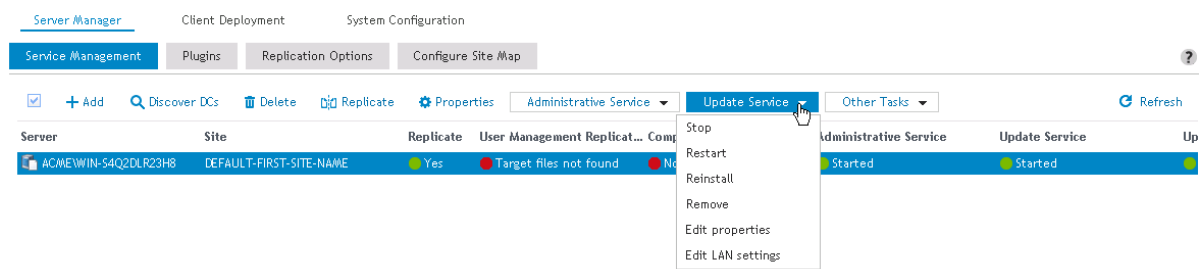 Server Manager Client Deployment System Configuration
Service Management Plugins Replication Options Configure Site Map ?
+ Add Discover DCs Delete Replicate Properties Administrative Service Update Service Other Tasks Refresh
Server Site Replicate User Management Replicat... Comp Administrative Service Update Service Up
ACME\WIN-S4Q2DLR23H8 DEFAULT-FIRST-SITE-NAME Yes Target files not found No Started Started
Stop
Restart
Reinstall
Remove
Edit properties
Edit LAN settings